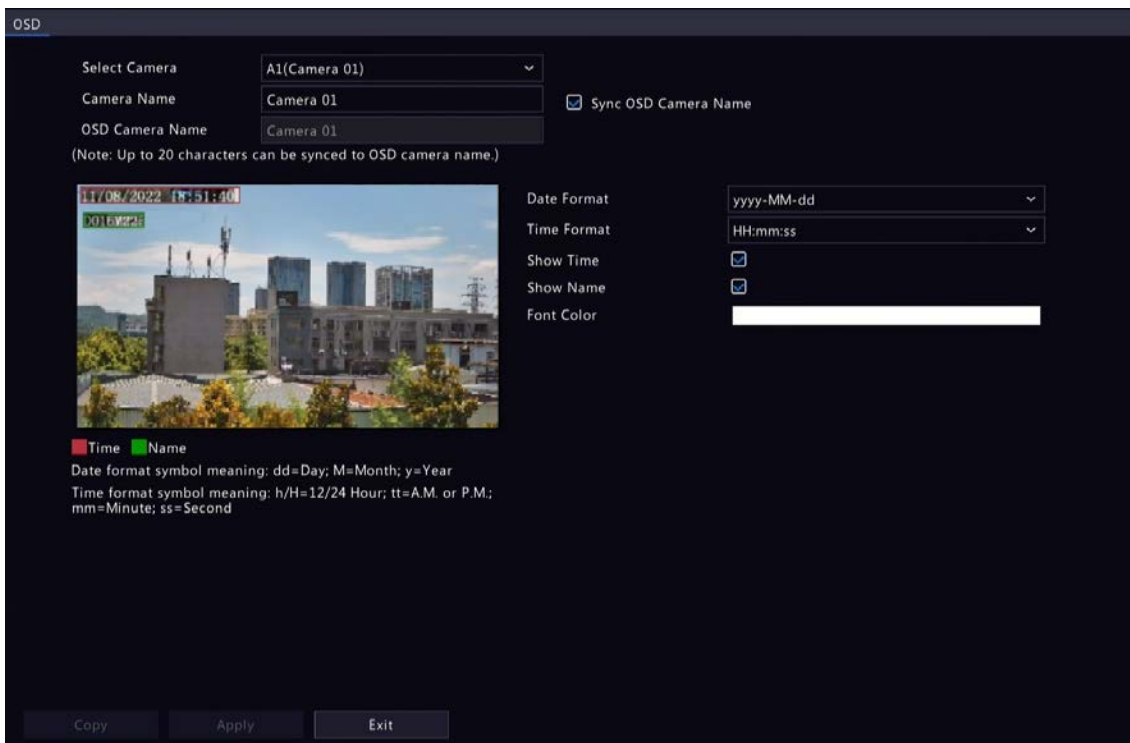 OSD
Select Camera
A1(Camera 01)
Camera Name
Camera 01
Sync OSD Camera Name
OSD Camera Name
Camera 01
(Note: Up to 20 characters can be synced to OSD camera name.)
11/08/2022 18:51:40
Date Format
yyyy-MM-dd
Time Format
HH:mm:ss
Show Time
Show Name
Font Color
Time Name
Date format symbol meaning: dd=Day; M=Month; y=Year
Time format symbol meaning: h/H=12/24 Hour; tt=A.M. or P.M.;
mm=Minute; ss=Second
Copy Apply Exit